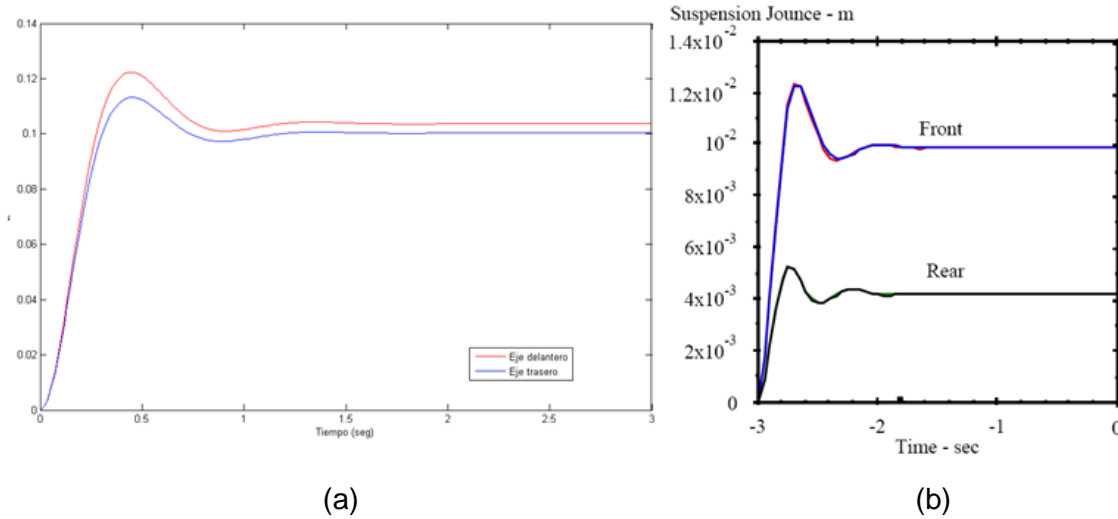 0.14
0.12
0.1
0.08
0.06
0.04
0.02
0
0
0.5
1
1.5
2
2.5
3
Tiempo (seg)
Eje delantero
Eje trasero
(a)
Suspension Jounce - m
1.4x10-2
1.2x10-2
10-2
8x10-3
6x10-3
4x10-3
2x10-3
0
Front
Rear
-3
-2
-1
0
Time - sec
(b)